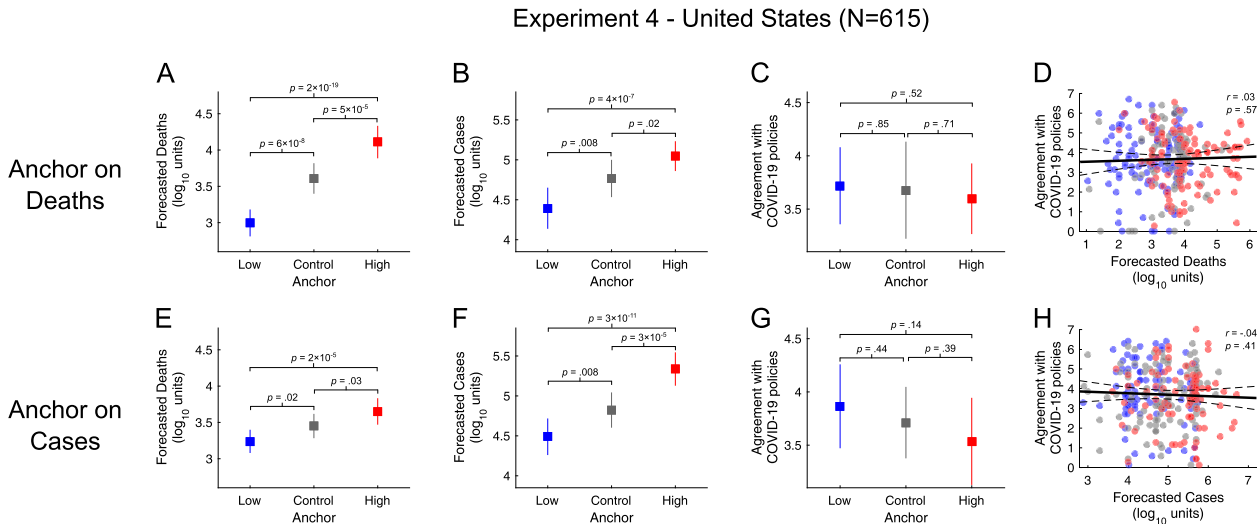 Experiment 4 - United States (N=615)
Anchor on
Deaths
A
p = 2×10⁻¹⁹
p = 5×10⁻⁵
p = 6×10⁻⁸
4.5
4
3.5
3
Forecasted Deaths
(log₁₀ units)
Low Control High
Anchor
B
p = 4×10⁻⁷
p = .02
p = .008
5.5
5
4.5
4
Forecasted Cases
(log₁₀ units)
Low Control High
Anchor
C
p = .52
p = .85 p = .71
4.5
4
3.5
Agreement with
COVID-19 policies
Low Control High
Anchor
D
r = .03
p = .57
7
6
5
4
3
2
1
0
Agreement with
COVID-19 policies
1 2 3 4 5 6
Forecasted Deaths
(log₁₀ units)
Anchor on
Cases
E
p = 2×10⁻⁵
p = .03
p = .02
4.5
4
3.5
3
Forecasted Deaths
(log₁₀ units)
Low Control High
Anchor
F
p = 3×10⁻¹¹
p = 3×10⁻⁵
p = .008
5.5
5
4.5
4
Forecasted Cases
(log₁₀ units)
Low Control High
Anchor
G
p = .14
p = .44 p = .39
4.5
4
3.5
Agreement with
COVID-19 policies
Low Control High
Anchor
H
r = -.04
p = .41
7
6
5
4
3
2
1
0
Agreement with
COVID-19 policies
3 4 5 6 7
Forecasted Cases
(log₁₀ units)